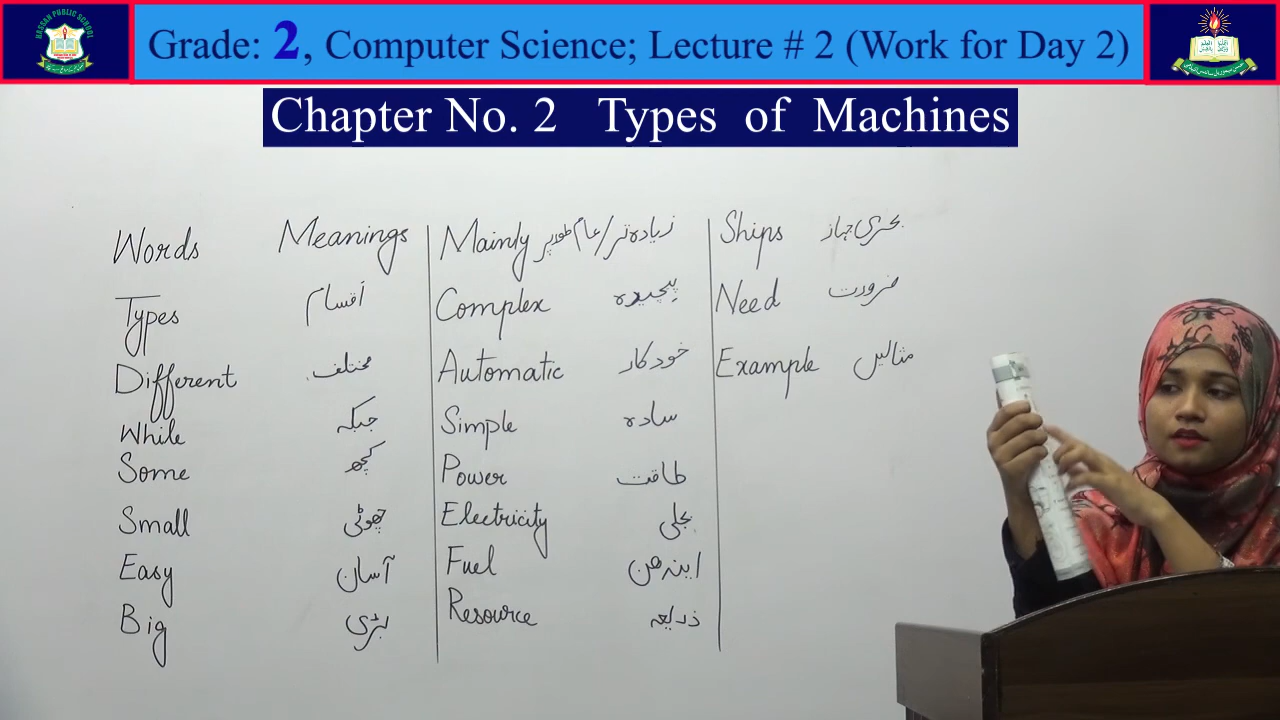 HASSAN PUBLIC SCHOOL
Grade: 2, Computer Science; Lecture # 2 (Work for Day 2)
Chapter No. 2 Types of Machines
Words Meanings
Types اقسام
Different مختلف
While جبکہ
Some کچھ
Small چھوٹی
Easy آسان
Big بڑی
Mainly زیادہ تر/عام طور پر
Complex پیچیدہ
Automatic خودکار
Simple سادہ
Power طاقت
Electricity بجلی
Fuel ایندھن
Resource ذریعہ
Ships بحری جہاز
Need ضرورت
Example مثالیں